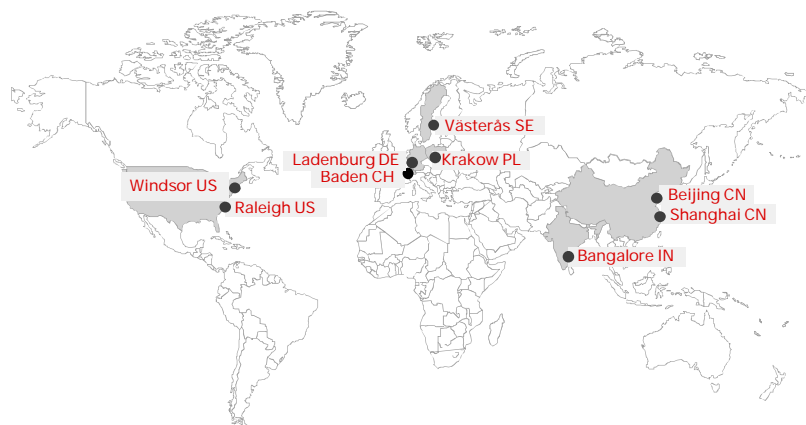 Västerås SE
Ladenburg DE
Krakow PL
Baden CH
Windsor US
Raleigh US
Beijing CN
Shanghai CN
Bangalore IN